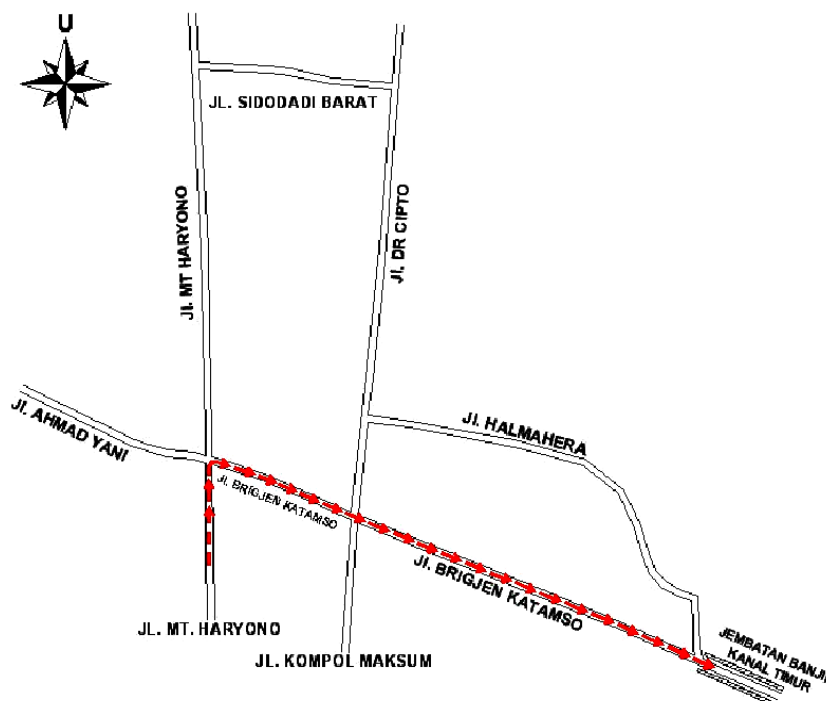 U
JL. SIDODADI BARAT
Jl. MT HARYONO
Jl. DR CIPTO
Jl. AHMAD YANI
Jl. HALMAHERA
Jl. BRIGJEN KATAMSO
Jl. BRIGJEN KATAMSO
JL. MT. HARYONO
JL. KOMPOL MAKSUM
JEMBATAN BANJI
KANAL TIMUR